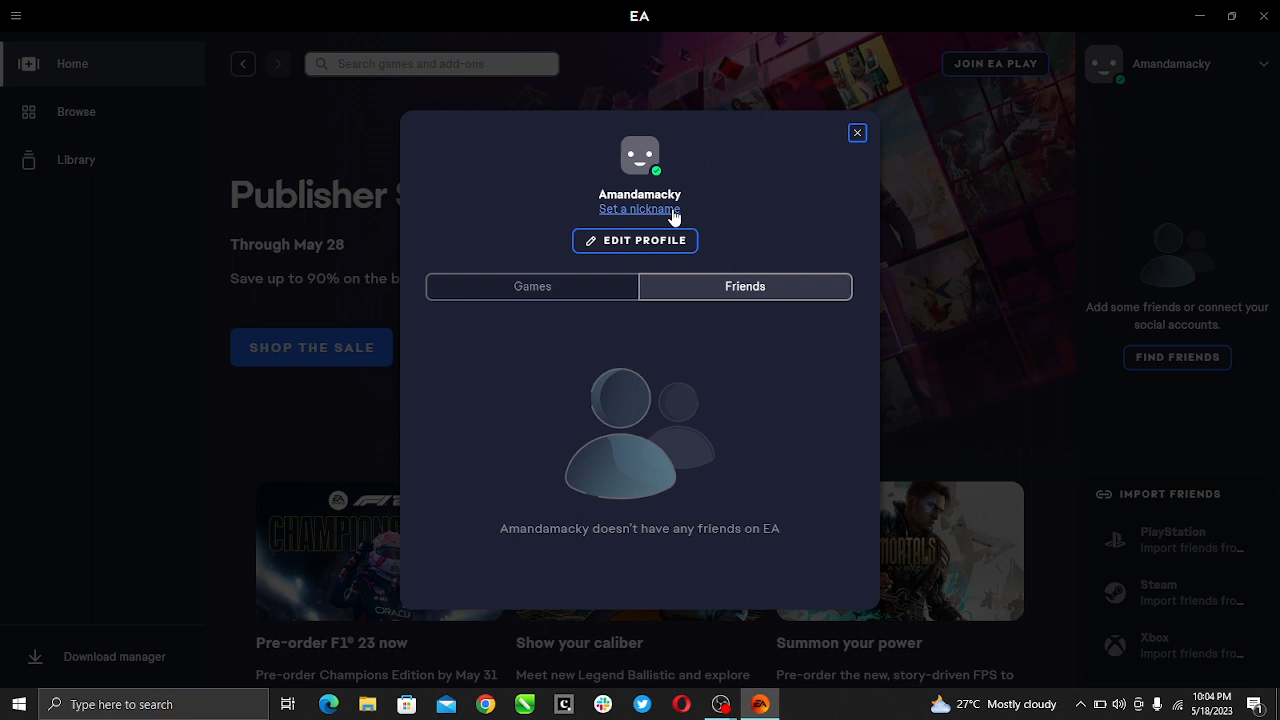 EA
Home
Search games and add-ons
JOIN EA PLAY
Amandamacky
Browse
Library
Publisher S
Through May 28
Save up to 90% on the b
SHOP THE SALE
Amandamacky
Set a nickname
EDIT PROFILE
Games
Friends
Amandamacky doesn't have any friends on EA
Add some friends or connect your
social accounts.
FIND FRIENDS
IMPORT FRIENDS
PlayStation
Import friends fro...
Steam
Import friends fro...
Xbox
Import friends fro...
CHAMPIONS
ORACLE
MORTALS
Pre-order F1® 23 now
Pre-order Champions Edition by May 31
Show your caliber
Meet new Legend Ballistic and explore
Summon your power
Pre-order the new, story-driven FPS to
Download manager
Type here to search
27°C Mostly cloudy
10:04 PM
5/18/2023
1